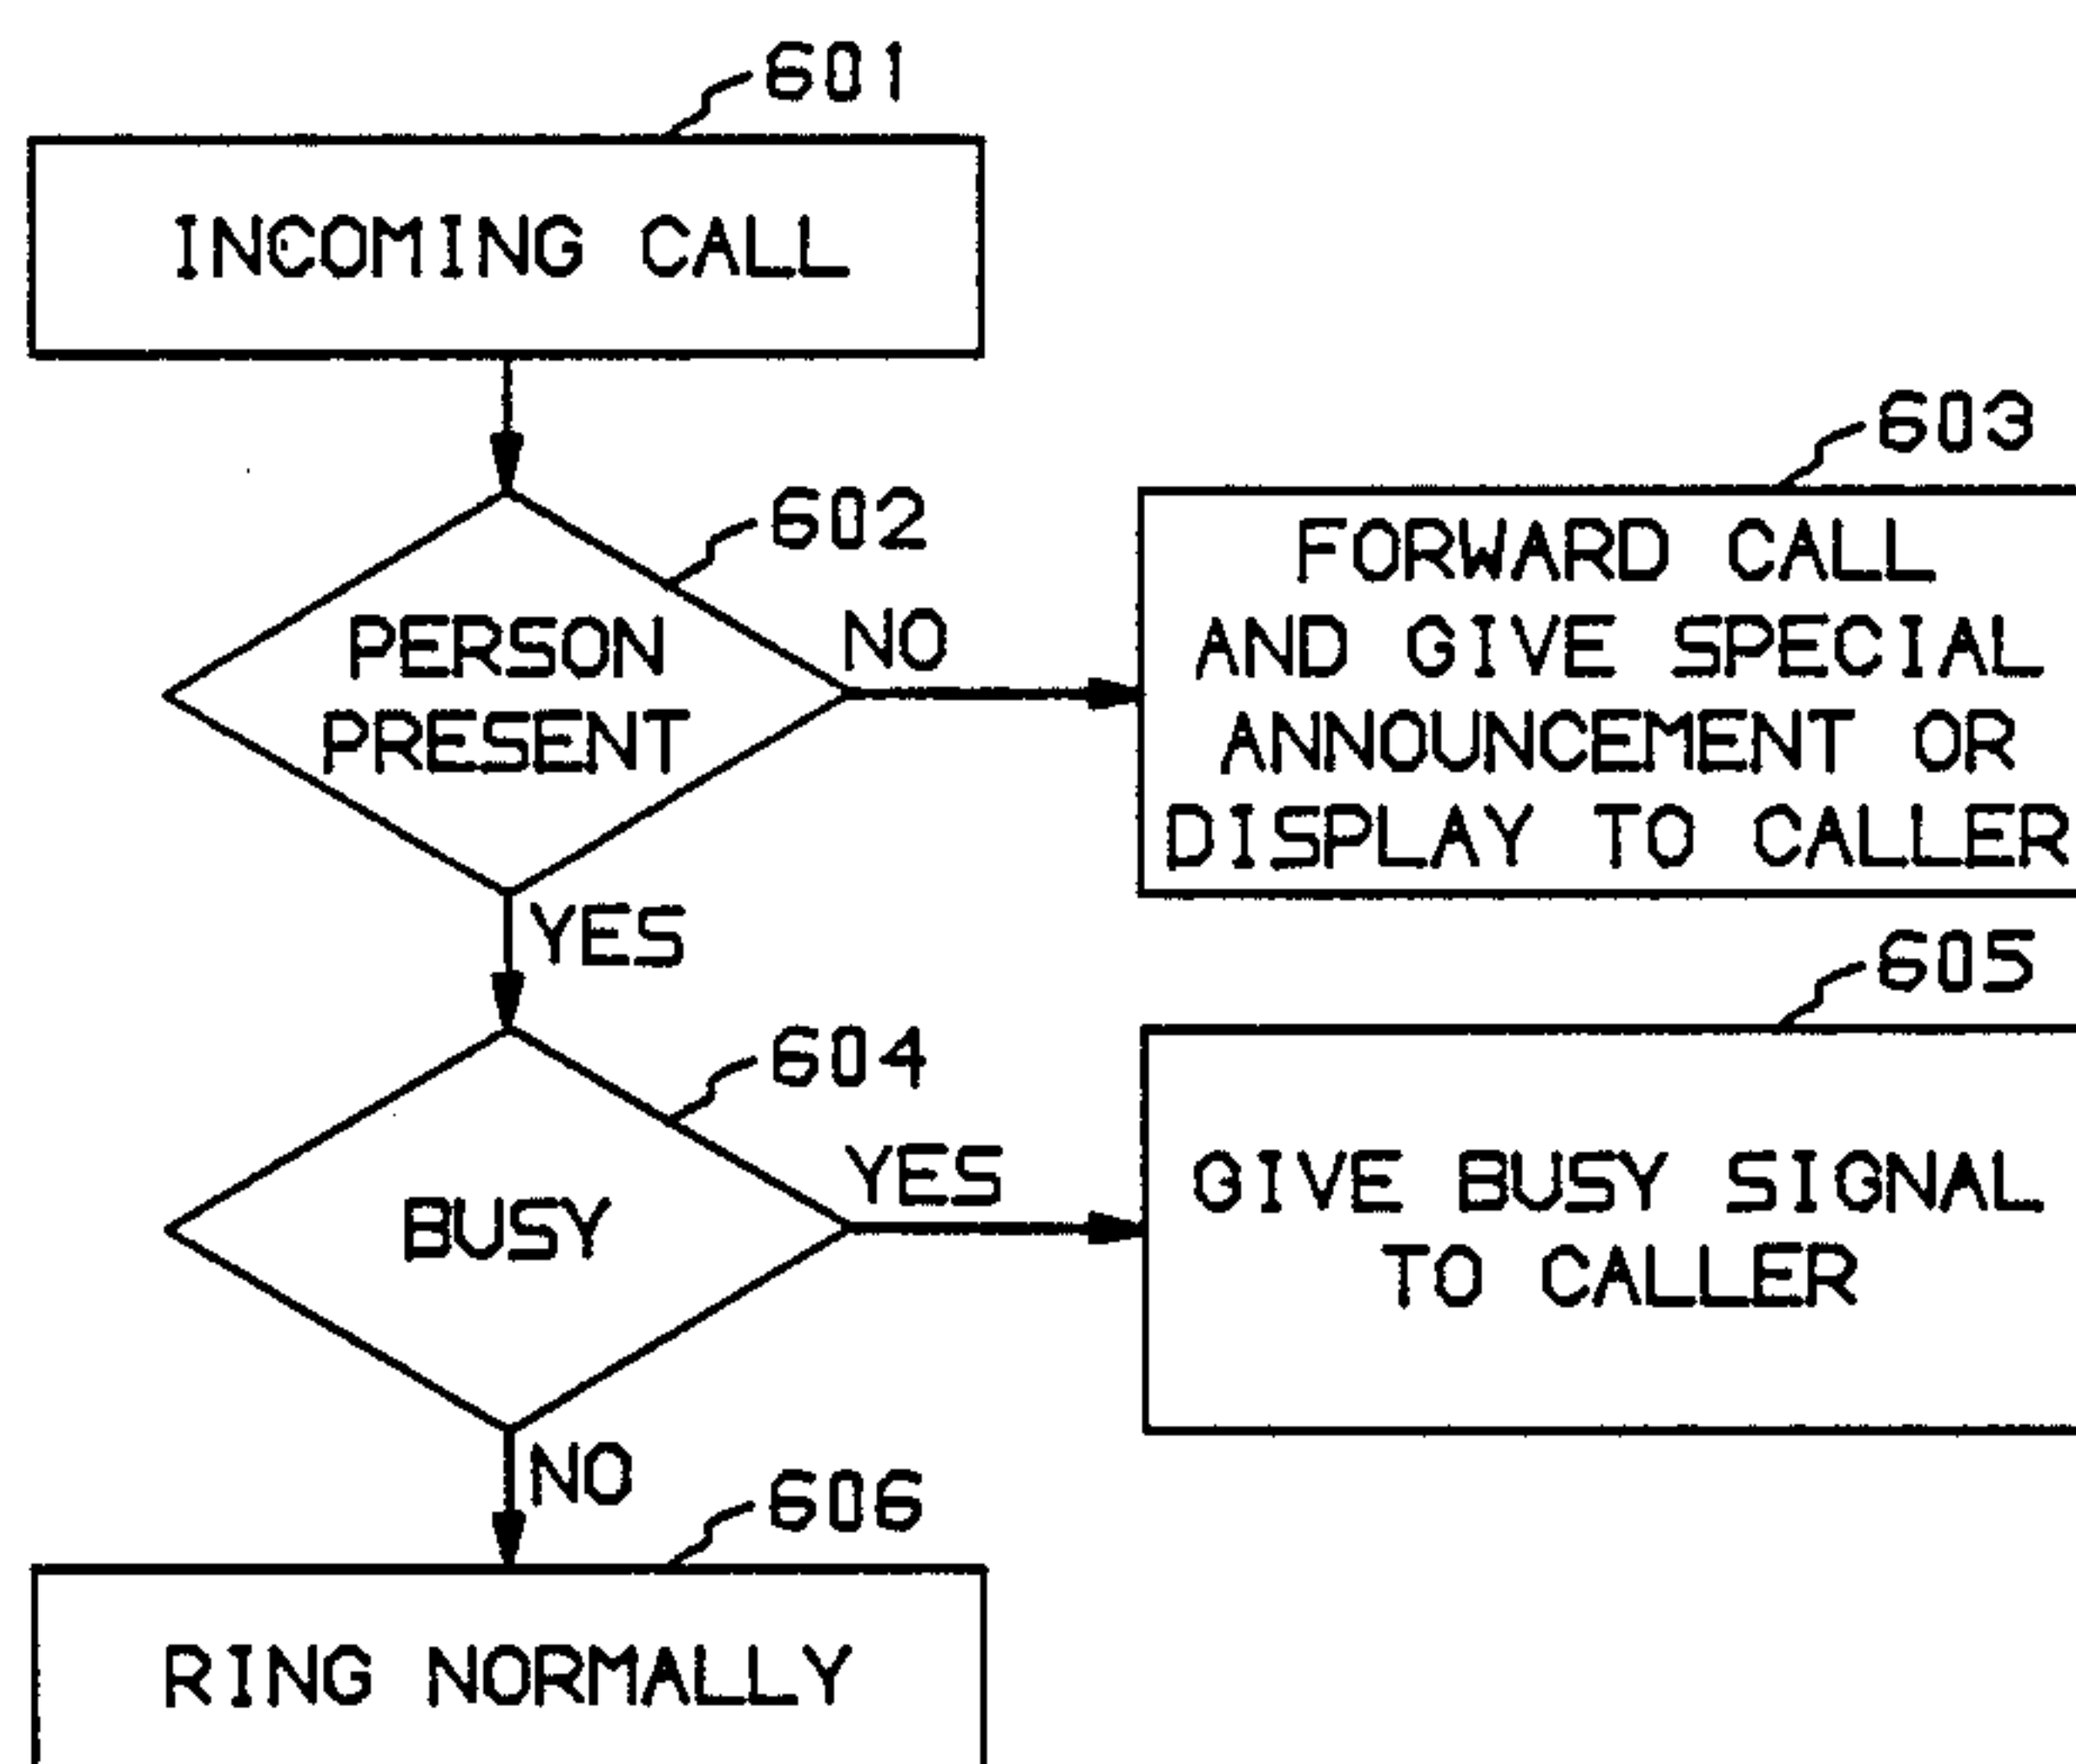 601
INCOMING CALL
602
PERSON
PRESENT
NO
603
FORWARD CALL
AND GIVE SPECIAL
ANNOUNCEMENT OR
DISPLAY TO CALLER
YES
604
BUSY
YES
605
GIVE BUSY SIGNAL
TO CALLER
NO
606
RING NORMALLY